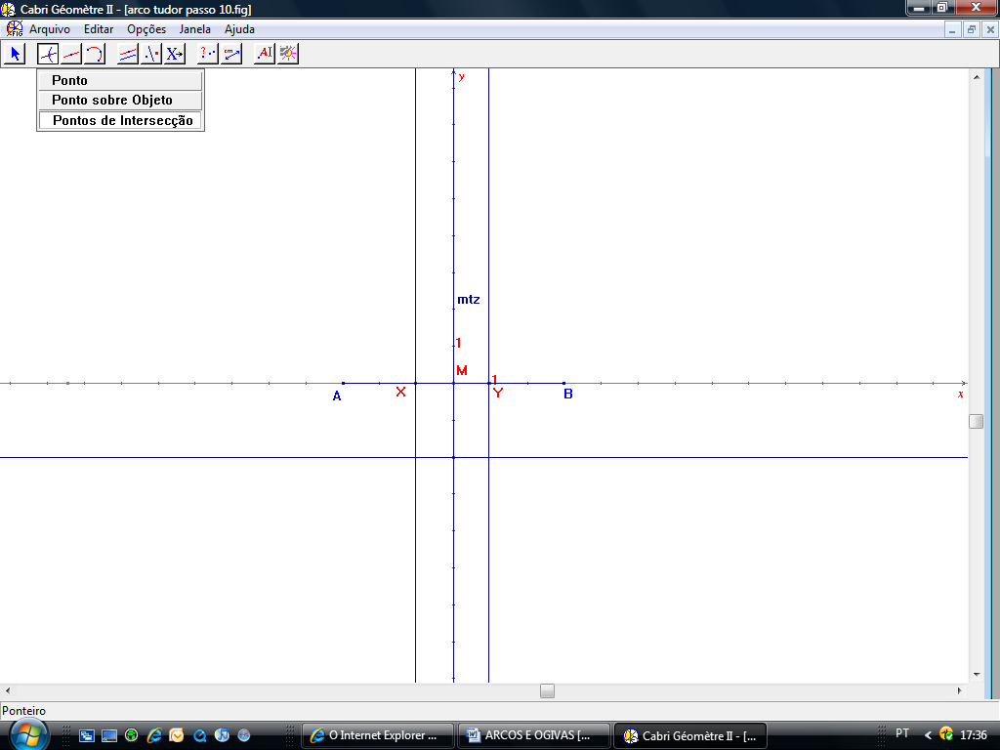 Cabri Géomètre II - [arco tudor passo 10.fig]
Arquivo Editar Opções Janela Ajuda
Ponto
Ponto sobre Objeto
Pontos de Intersecção
y
mtz
1
M
1
A
X
Y
B
x
Ponteiro
O Internet Explorer ...
ARCOS E OGIVAS [...
Cabri Géomètre II - [...
PT
17:36